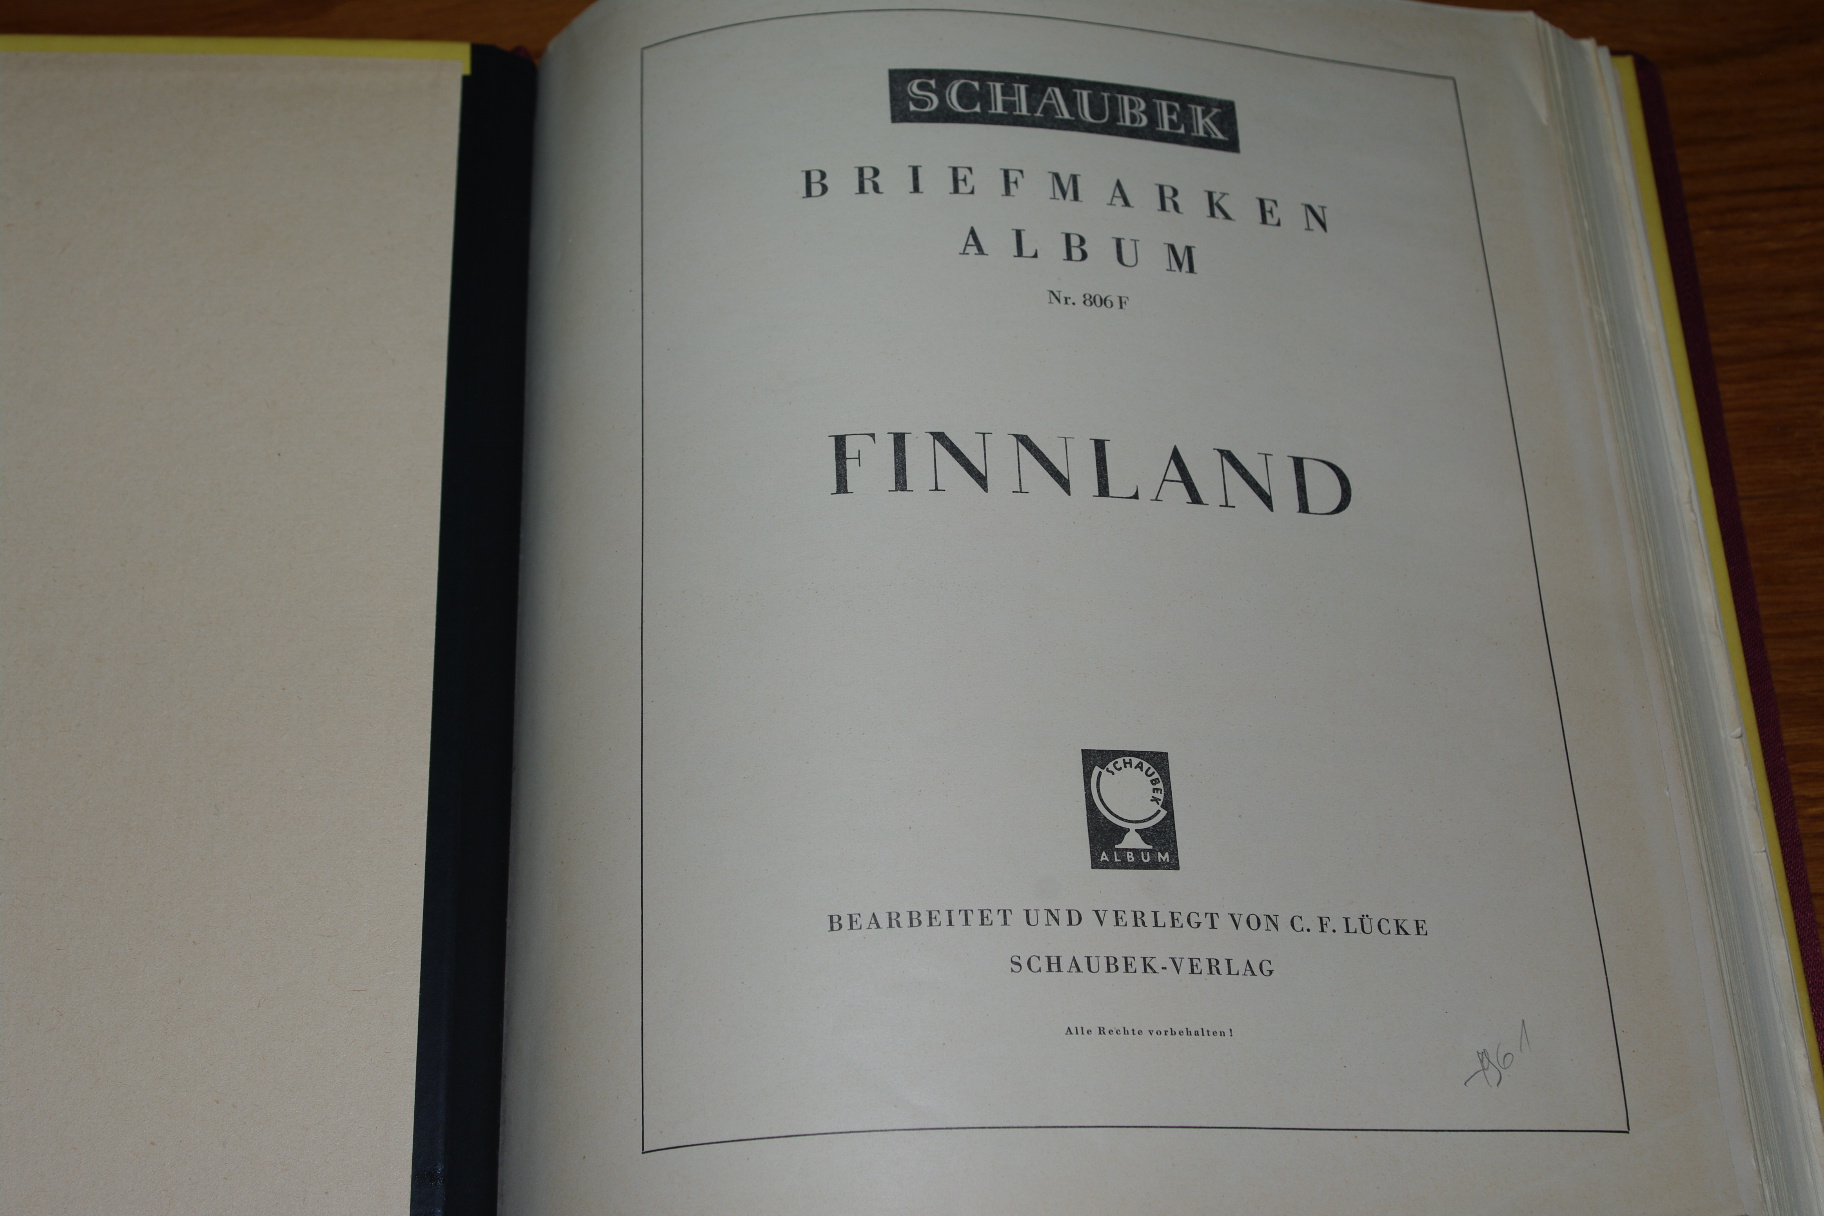 SCHAUBEK
BRIEFMARKEN
ALBUM
Nr. 806 F
FINNLAND
SCHAUBEK
ALBUM
BEARBEITET UND VERLEGT VON C. F. LÜCKE
SCHAUBEK-VERLAG
Alle Rechte vorbehalten!